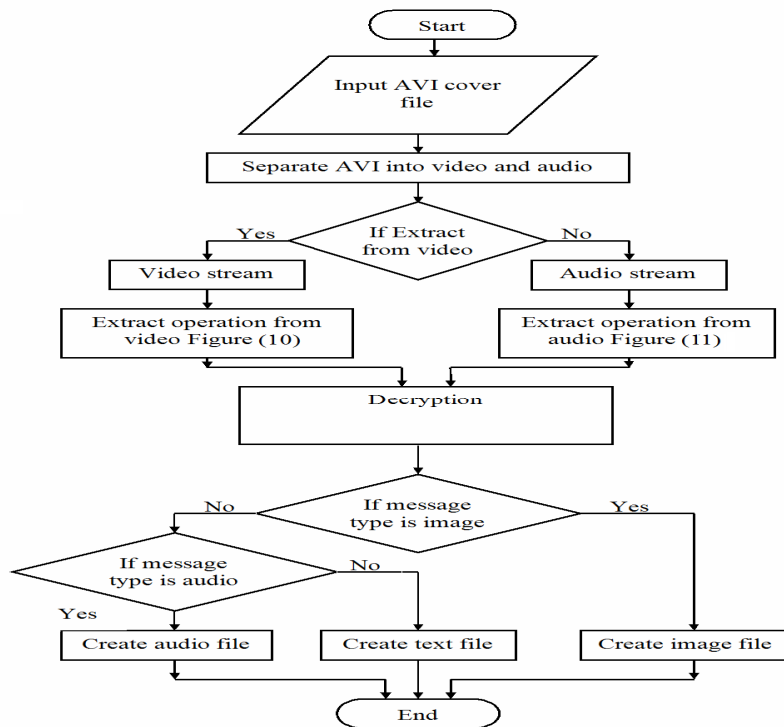 Start
Input AVI cover
file
Separate AVI into video and audio
If Extract
from video
Yes
No
Video stream
Audio stream
Extract operation from
video Figure (10)
Extract operation from
audio Figure (11)
Decryption
If message
type is image
No
Yes
If message
type is audio
No
Yes
Create audio file
Create text file
Create image file
End